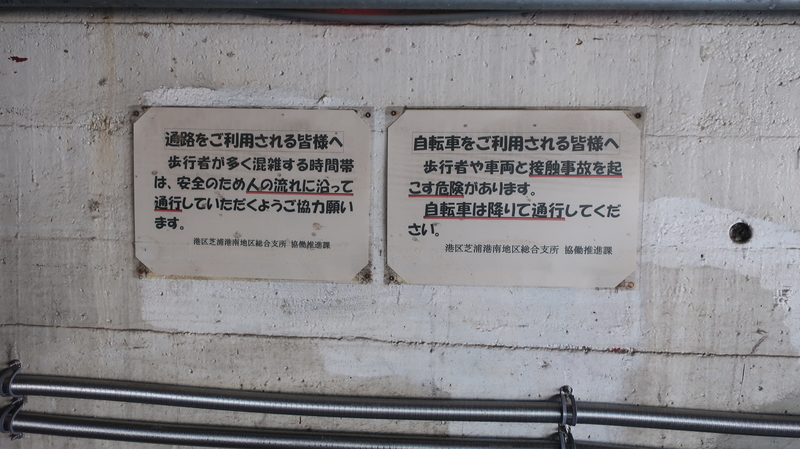 通路をご利用される皆様へ
歩行者が多く混雑する時間帯
は、安全のため人の流れに沿って
通行していただくようご協力願い
ます。
港区芝浦港南地区総合支所 協働推進課
自転車をご利用される皆様へ
歩行者や車両と接触事故を起
こす危険があります。
自転車は降りて通行してくだ
さい。
港区芝浦港南地区総合支所 協働推進課